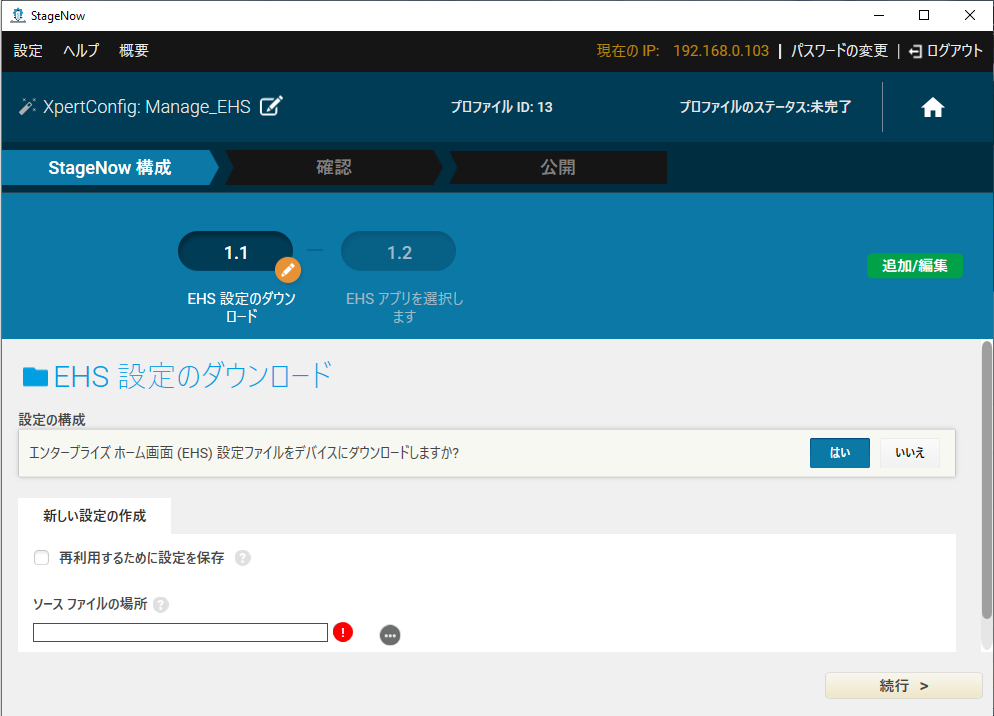 StageNow
設定 ヘルプ 概要 現在の IP: 192.168.0.103 | パスワードの変更 | ログアウト
XpertConfig: Manage_EHS プロファイル ID: 13 プロファイルのステータス:未完了
StageNow 構成 確認 公開
1.1 1.2
追加/編集
EHS 設定のダウン
ロード
EHS アプリを選択し
ます
EHS 設定のダウンロード
設定の構成
エンタープライズ ホーム画面 (EHS) 設定ファイルをデバイスにダウンロードしますか? はい いいえ
新しい設定の作成
再利用するために設定を保存 ?
ソース ファイルの場所 ?
!
続行 >